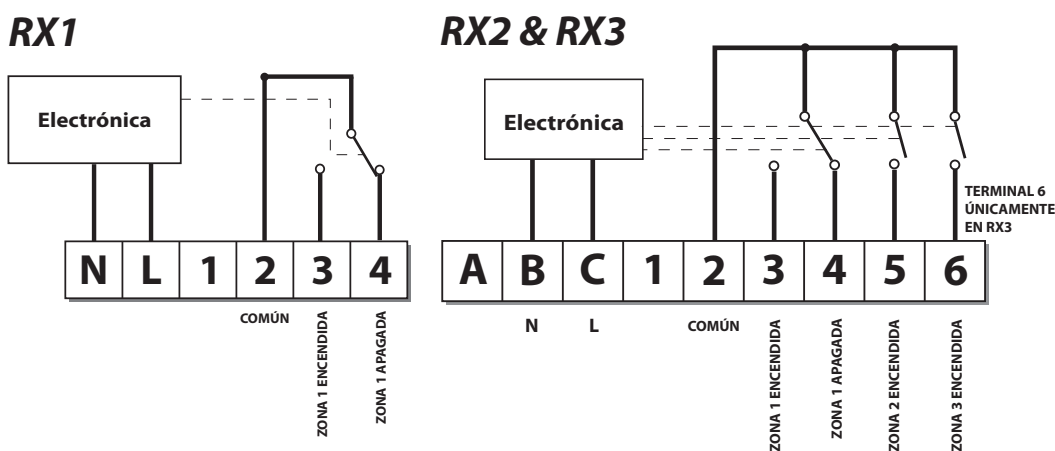 RX1
Electrónica
N L 1 2 3 4
COMÚN
ZONA 1 ENCENDIDA
ZONA 1 APAGADA
RX2 & RX3
Electrónica
TERMINAL 6
ÚNICAMENTE
EN RX3
A B C 1 2 3 4 5 6
N
L
COMÚN
ZONA 1 ENCENDIDA
ZONA 1 APAGADA
ZONA 2 ENCENDIDA
ZONA 3 ENCENDIDA